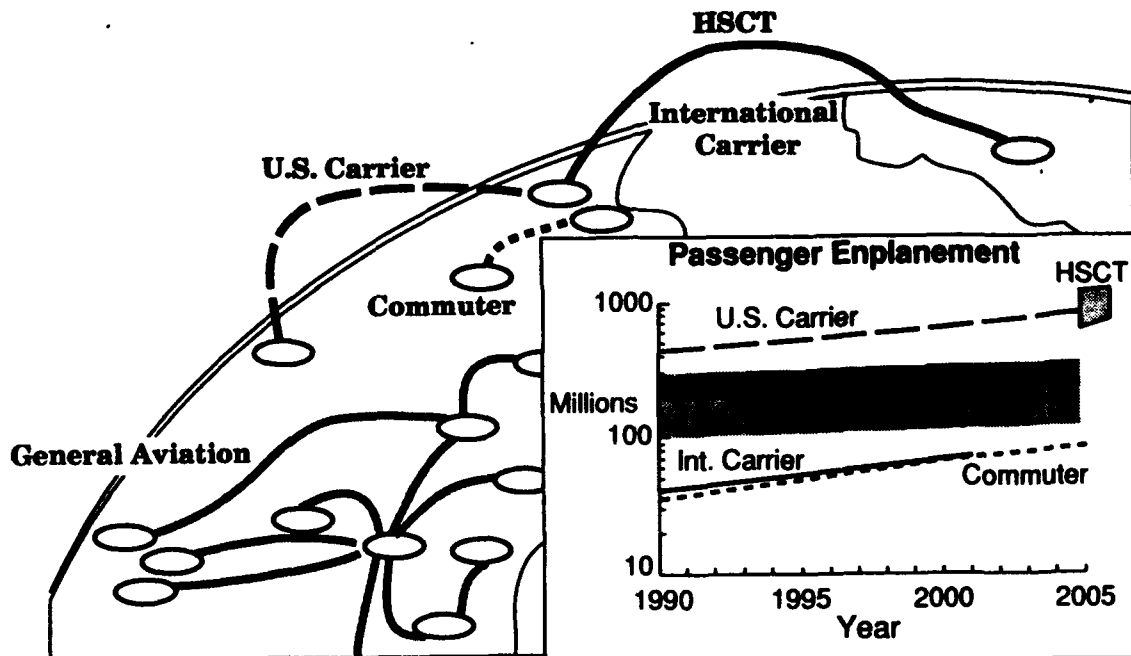 HSCT
International
Carrier
U.S. Carrier
Commuter
General Aviation
Passenger Enplanement
HSCT
1000
U.S. Carrier
Millions
100
Int. Carrier
Commuter
10
1990
1995
2000
2005
Year